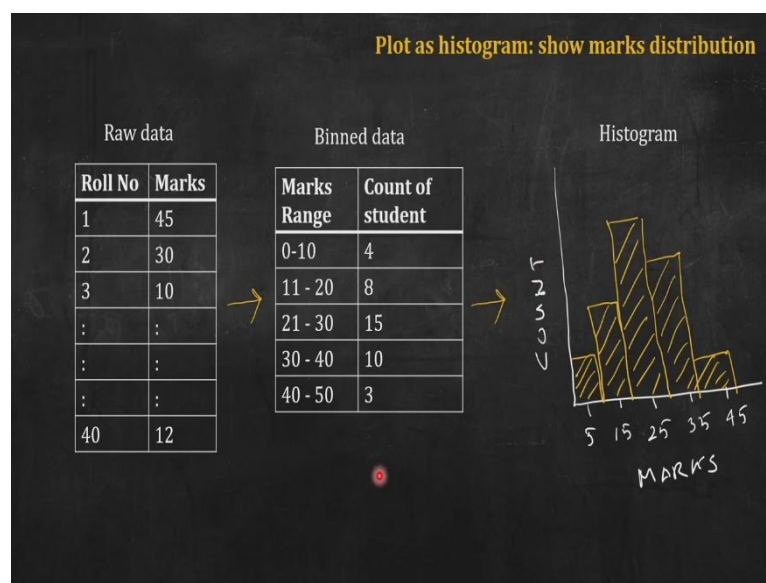 Plot as histogram: show marks distribution
Raw data
Roll No Marks
1 45
2 30
3 10
: :
: :
: :
40 12
Binned data
Marks Range Count of student
0-10 4
11 - 20 8
21 - 30 15
30 - 40 10
40 - 50 3
Histogram
COUNT
5 15 25 35 45
MARKS